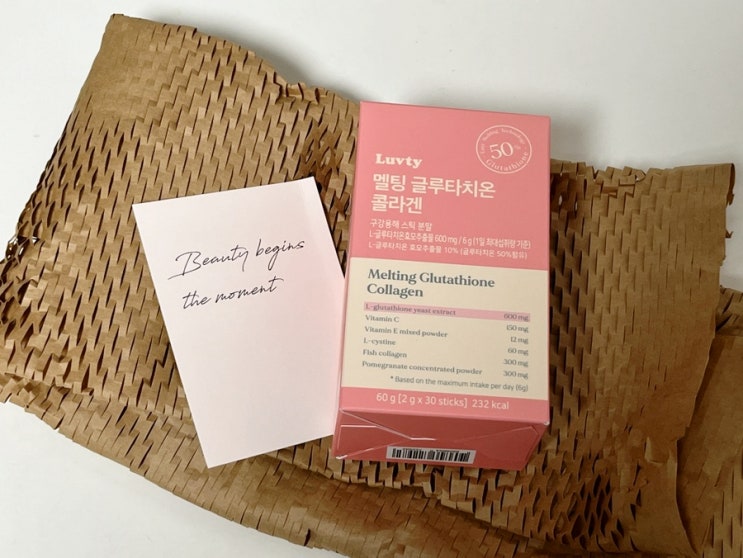 Beauty begins
the moment
Luvty
50%
Glutathione
멜팅 글루타치온
콜라겐
구강용해 스틱 분말
L-글루타치온효모추출물 600 mg / 6 g (1일 최대섭취량 기준)
L-글루타치온 효모추출물 10% (글루타치온 50%함유)
Melting Glutathione
Collagen
L-glutathione yeast extract 600 mg
Vitamin C 150 mg
Vitamin E mixed powder 12 mg
L-cystine 60 mg
Fish collagen 300 mg
Pomegranate concentrated powder 300 mg
* Based on the maximum intake per day (6g)
60 g [2 g x 30 sticks] 232 kcal